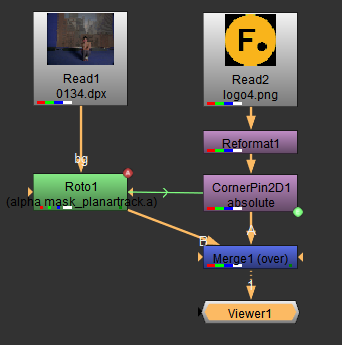 F.
Read1
0134.dpx
Read2
logo4.png
Reformat1
bg
Roto1
(alpha mask_planartrack.a)
CornerPin2D1
absolute
B
A
Merge1 (over)
1
Viewer1